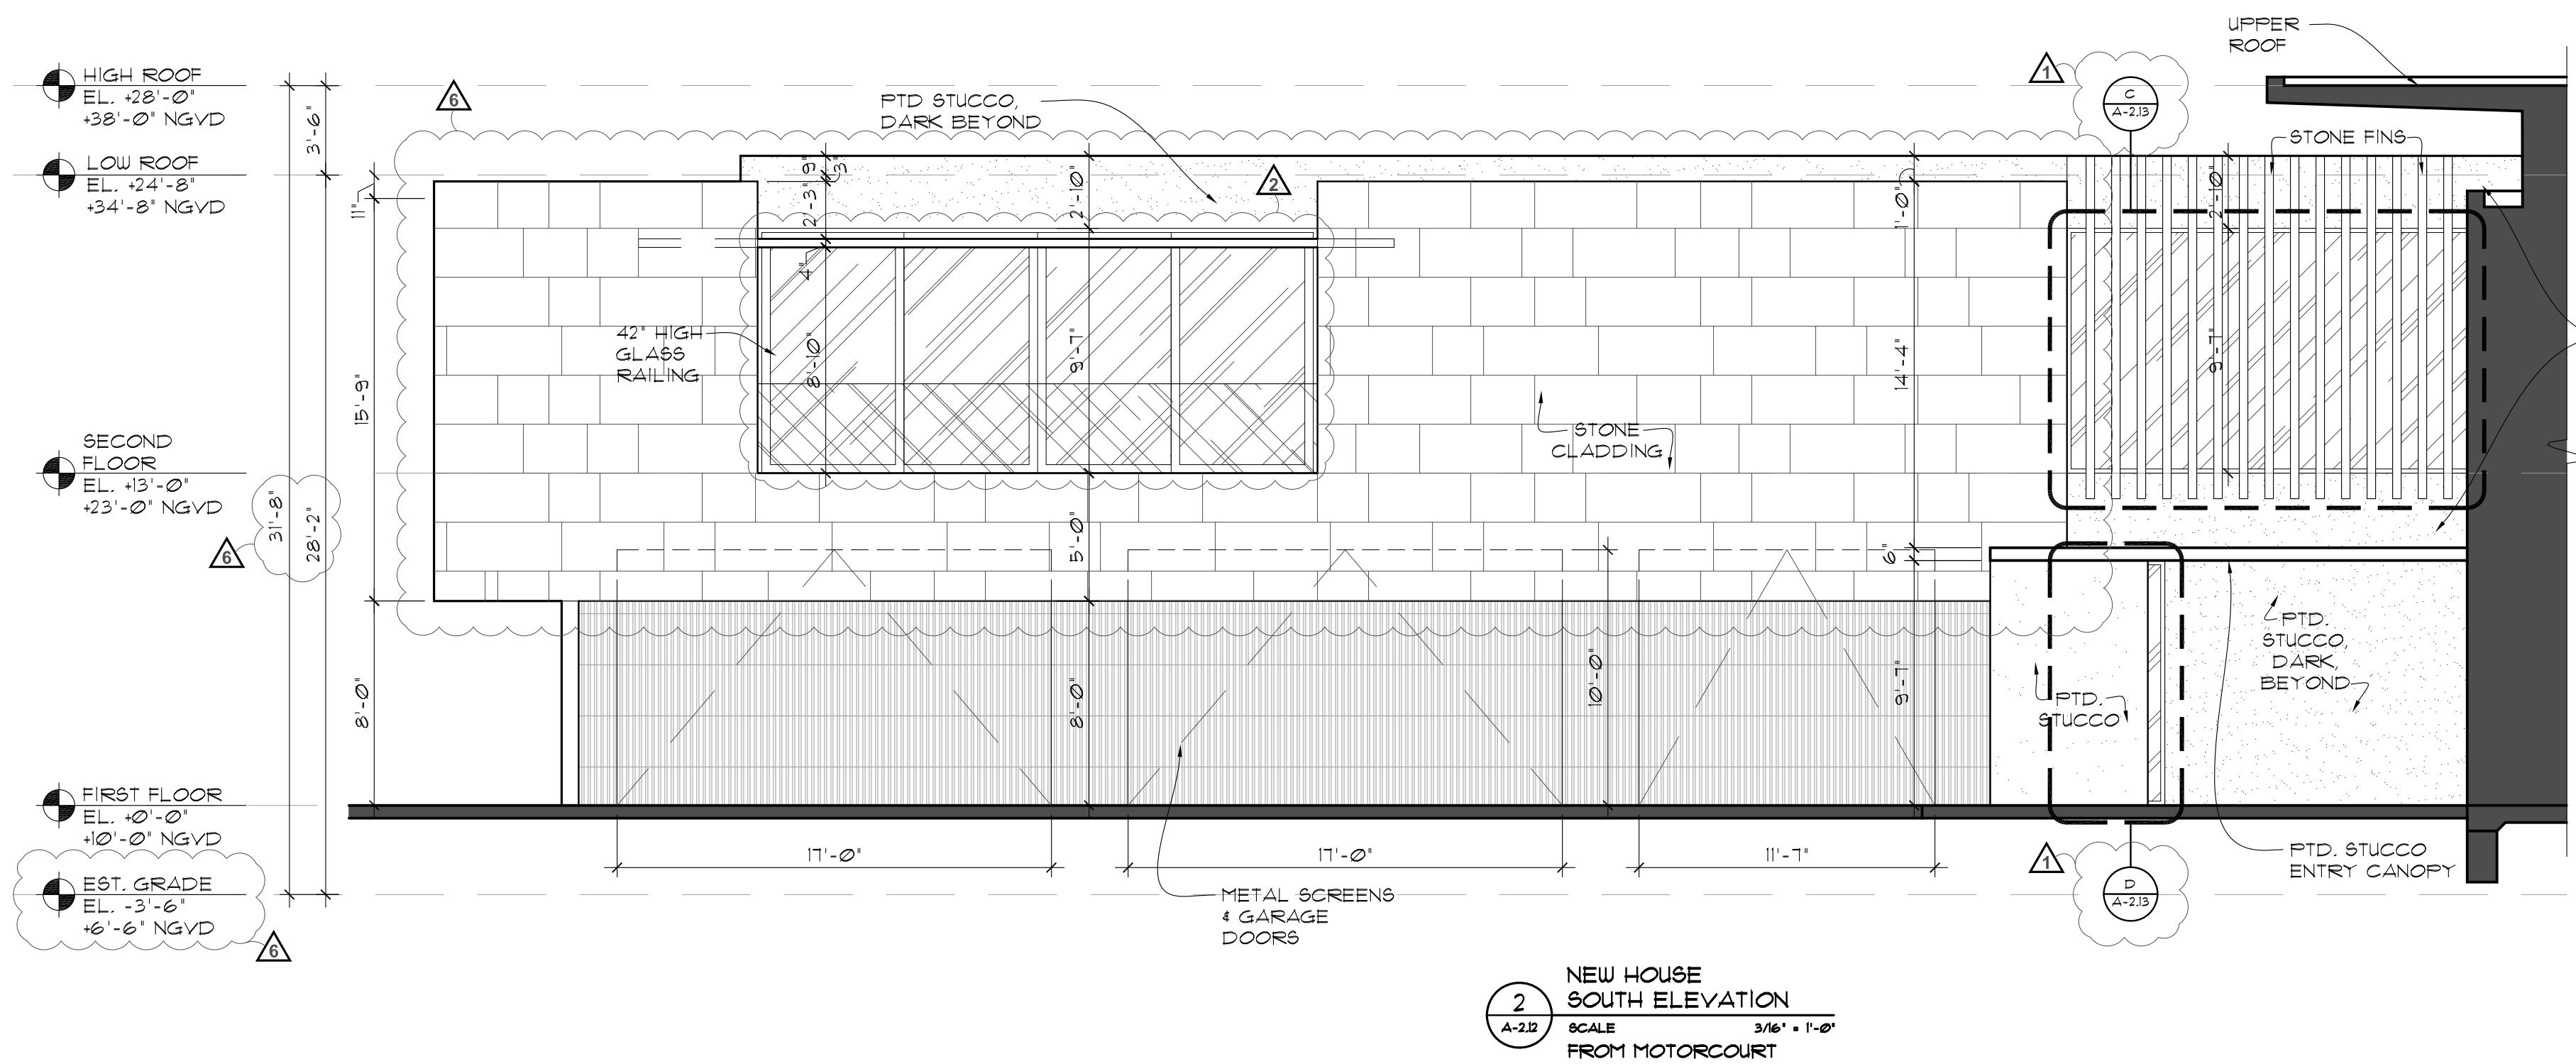 UPPER
ROOF
HIGH ROOF
EL. +28'-0"
+38'-0" NGVD
LOW ROOF
EL. +24'-8"
+34'-8" NGVD
SECOND
FLOOR
EL. +13'-0"
+23'-0" NGVD
FIRST FLOOR
EL. +0'-0"
+10'-0" NGVD
EST. GRADE
EL. -3'-6"
+6'-6" NGVD
6
6
6
31'-8"
28'-2"
3'-6"
11"
15'-9"
8'-0"
PTD STUCCO,
DARK BEYOND
2
9"
3"
2'-3"
4"
8'-10"
2'-10"
9'-7"
5'-0"
8'-0"
42" HIGH
GLASS
RAILING
STONE
CLADDING
1'-0"
14'-4"
6"
9'-7"
10'-0"
1
C
A-2.13
STONE FINS
2'-10"
9'-7"
PTD.
STUCCO,
DARK,
BEYOND
PTD.
STUCCO
17'-0"
17'-0"
11'-7"
METAL SCREENS
& GARAGE
DOORS
1
D
A-2.13
PTD. STUCCO
ENTRY CANOPY
2
A-2.12
NEW HOUSE
SOUTH ELEVATION
SCALE 3/16" = 1'-0"
FROM MOTORCOURT